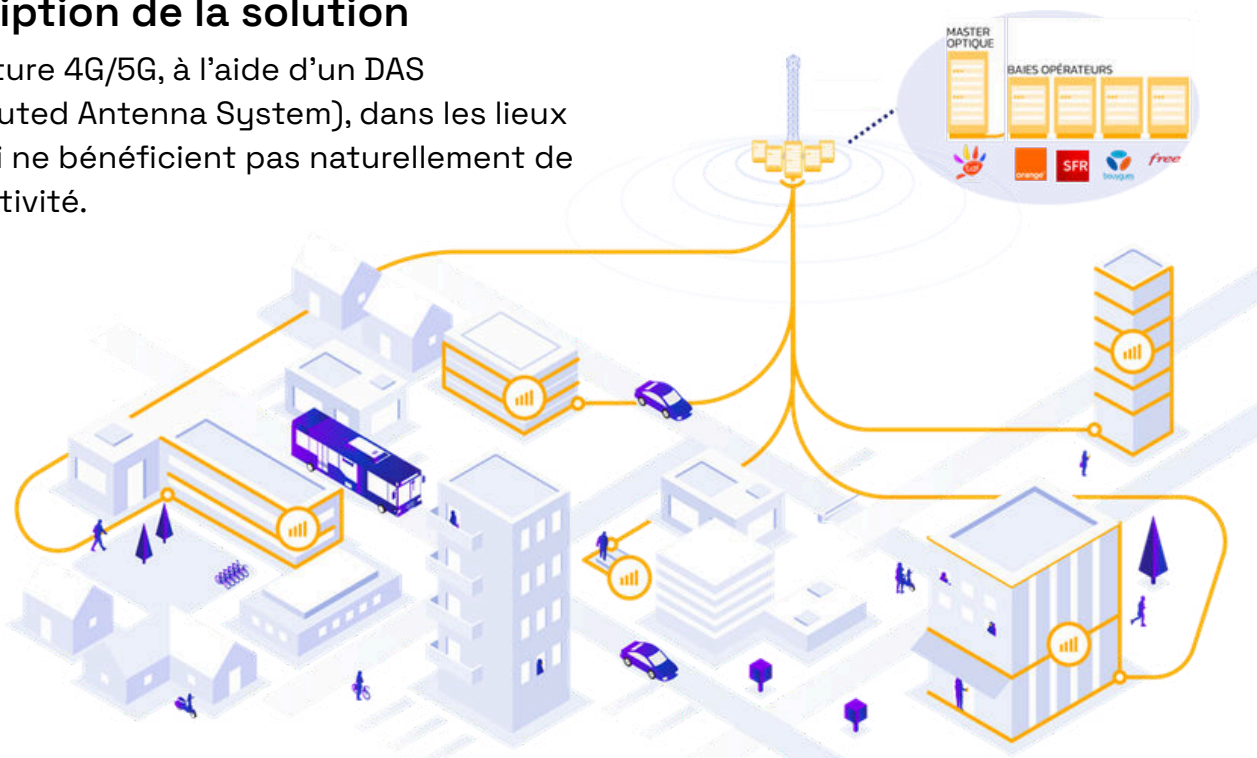 iption de la solution
ture 4G/5G, à l'aide d'un DAS
uted Antenna System), dans les lieux
i ne bénéficient pas naturellement de
tivité.
MASTER
OPTIQUE
BAIES OPÉRATEURS
tdf
orange
SFR
bouygues
free